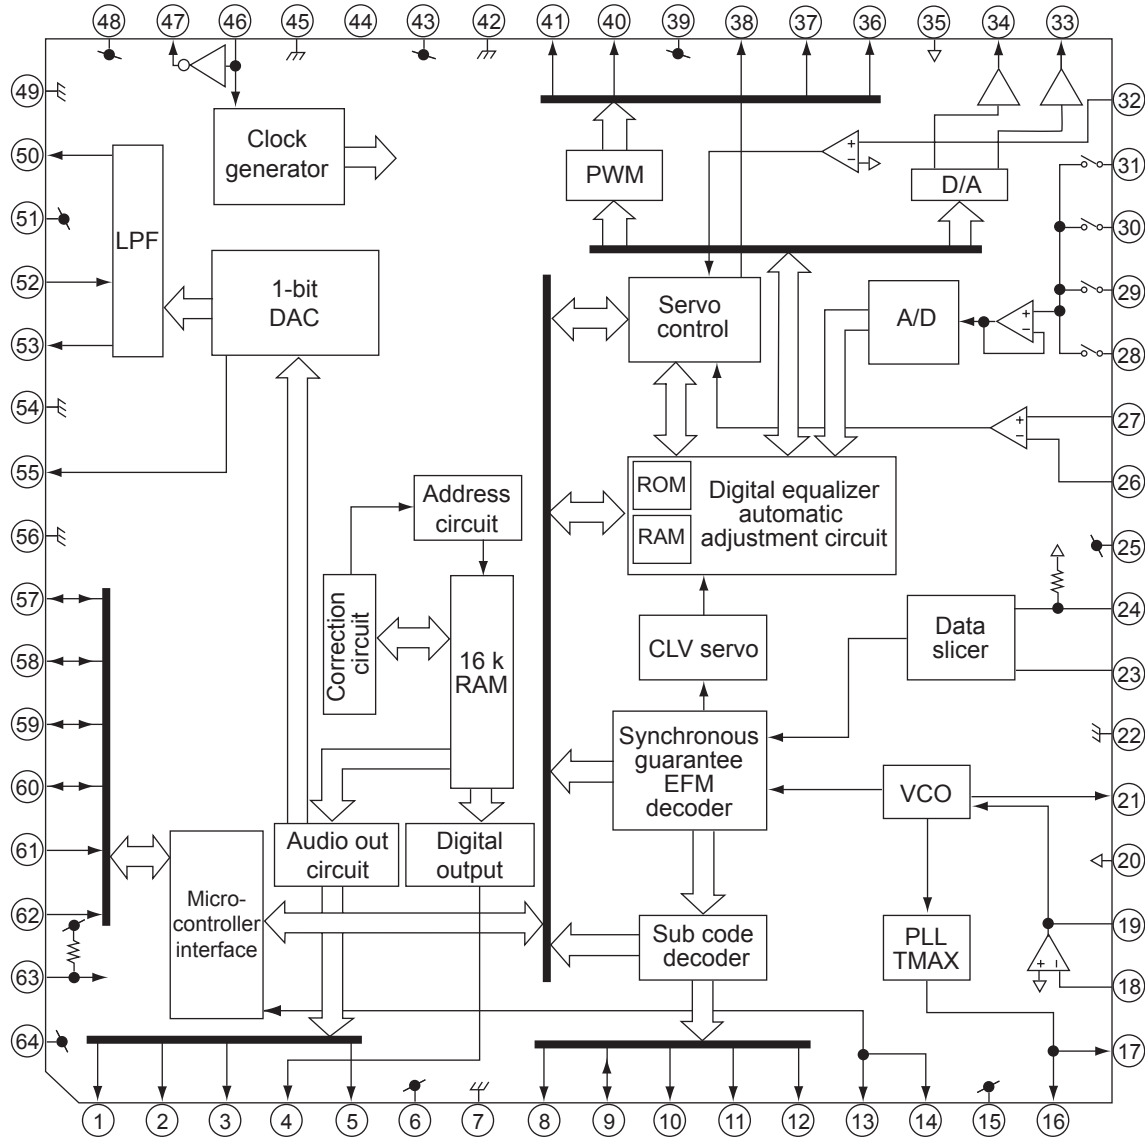 48 47 46 45 44 43 42 41 40 39 38 37 36 35 34 33
49
32
Clock
generator
50
31
PWM
+
−
D/A
51
30
LPF
52
29
1-bit
DAC
Servo
control
A/D
+
−
53
28
54
27
+
−
55
26
Address
circuit
ROM
RAM
Digital equalizer
automatic
adjustment circuit
56
25
57
24
Correction
circuit
16 k
RAM
CLV servo
Data
slicer
58
23
59
22
Synchronous
guarantee
EFM
decoder
60
21
VCO
61
20
Audio out
circuit
Digital
output
62
19
Micro-
controller
interface
Sub code
decoder
PLL
TMAX
+ −
63
18
64
17
1 2 3 4 5 6 7 8 9 10 11 12 13 14 15 16